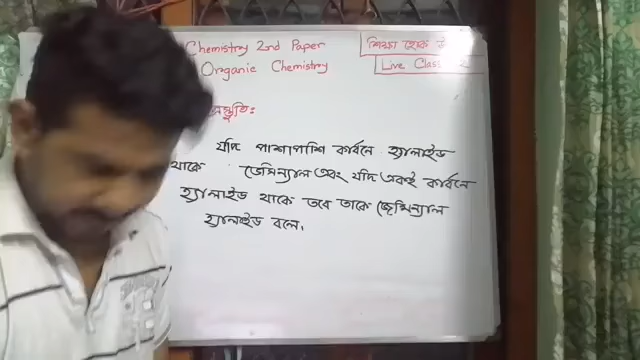 Chemistry 2nd Paper
শিক্ষা হোক
Organic Chemistry
Live Class
যদি পাশাপাশি কার্বনে হ্যালাইড
থাকে ভেসিন্যাল এবং যদি একই কার্বনে
হ্যালাইড থাকে তবে তাকে জেমিন্যাল
হ্যালাইড বলে।